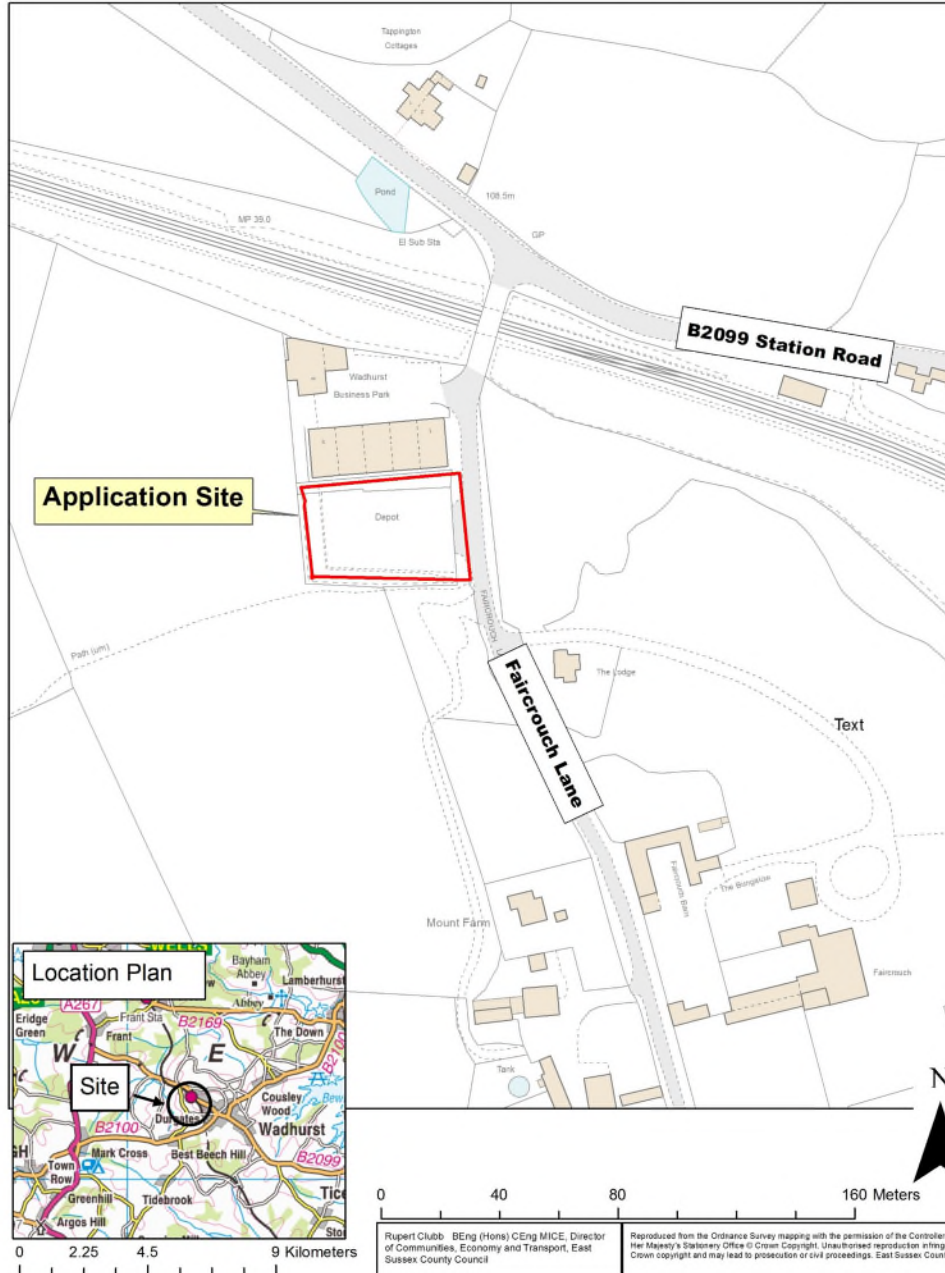 Tappington
Cottages
Pond
108.5m
MP 39.0
GP
El Sub Sta
B2099 Station Road
Wadhurst
Business Park
Application Site
Depot
FAIRCROUCH
Path (um)
The Lodge
Faircrouch Lane
Text
Faircrouch Barn
The Bungalow
Mount Farm
Faircrouch
Tank
Location Plan
Bayham
Abbey
Lamberhurst
A267
Abbey
Eridge
Green
Frant Sta
B2169
Frant
The Down
W
E
B2100
Site
Cousley
Wood
Bew
Durgates
B2100
Wadhurst
Mark Cross
Best Beech Hill
B2099
Town
Row
Greenhill
Tidebrook
Argos Hill
0 2.25 4.5 9 Kilometers
N
0 40 80 160 Meters
Rupert Clubb BEng (Hons) CEng MICE, Director
of Communities, Economy and Transport, East
Sussex County Council
Reproduced from the Ordnance Survey mapping with the permission of the Controller
Her Majesty's Stationery Office © Crown Copyright. Unauthorised reproduction infring
Crown copyright and may lead to prosecution or civil proceedings. East Sussex Coun